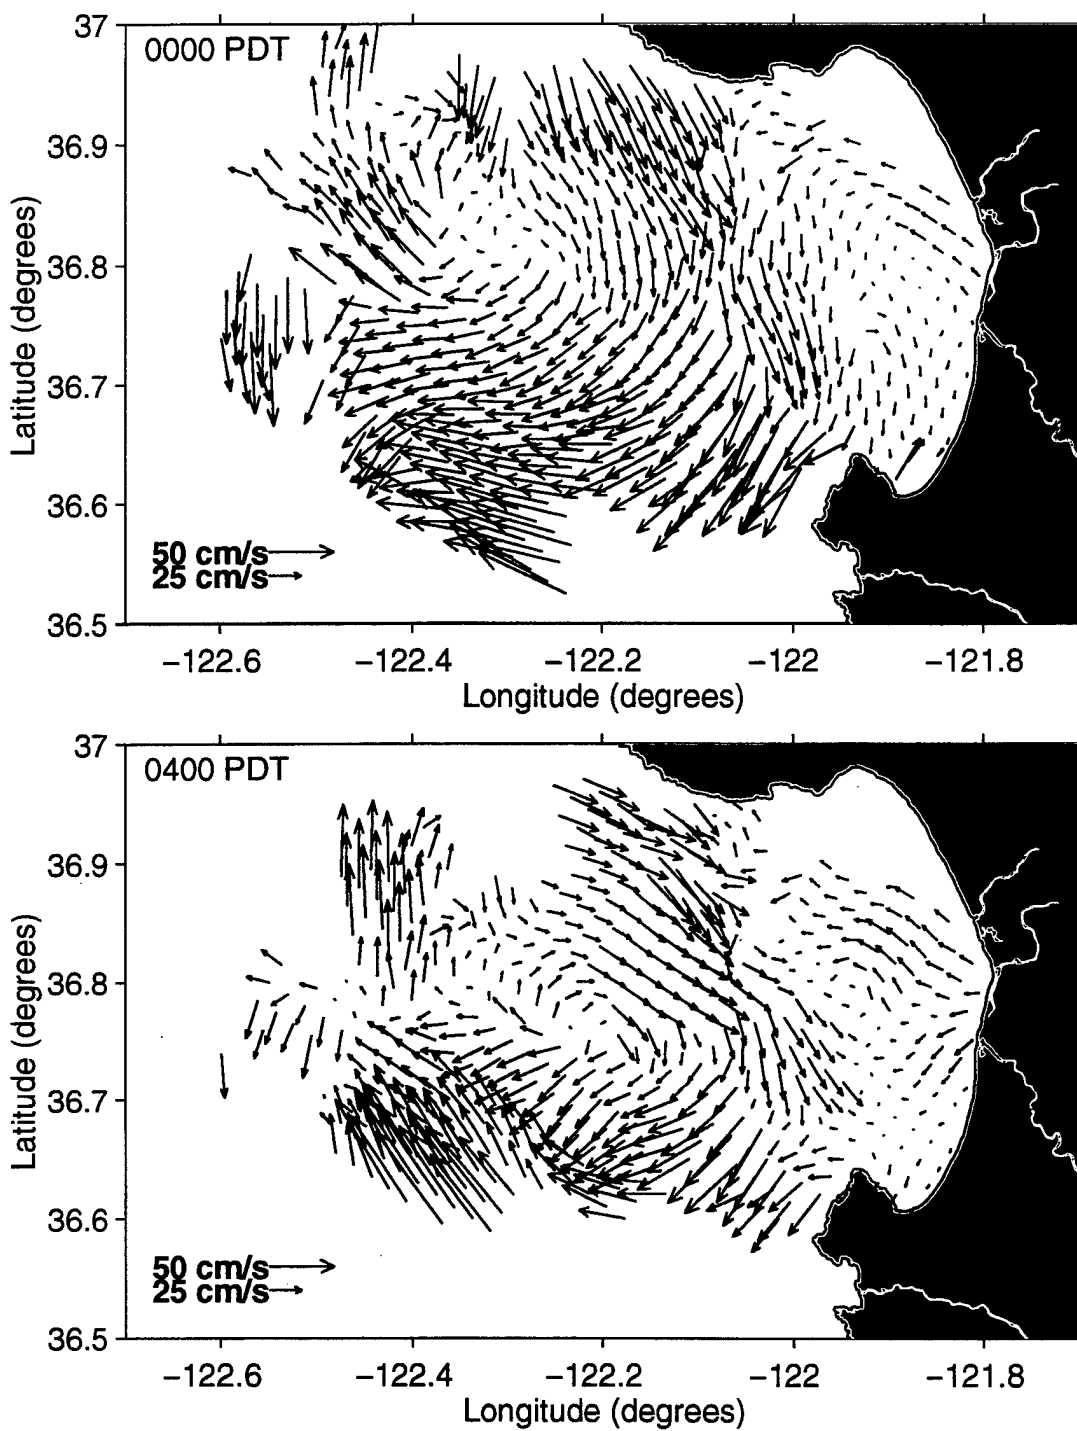 37
0000 PDT
36.9
36.8
36.7
36.6
36.5
Latitude (degrees)
50 cm/s
25 cm/s
−122.6
−122.4
−122.2
−122
−121.8
Longitude (degrees)
37
0400 PDT
36.9
36.8
36.7
36.6
36.5
Latitude (degrees)
50 cm/s
25 cm/s
−122.6
−122.4
−122.2
−122
−121.8
Longitude (degrees)